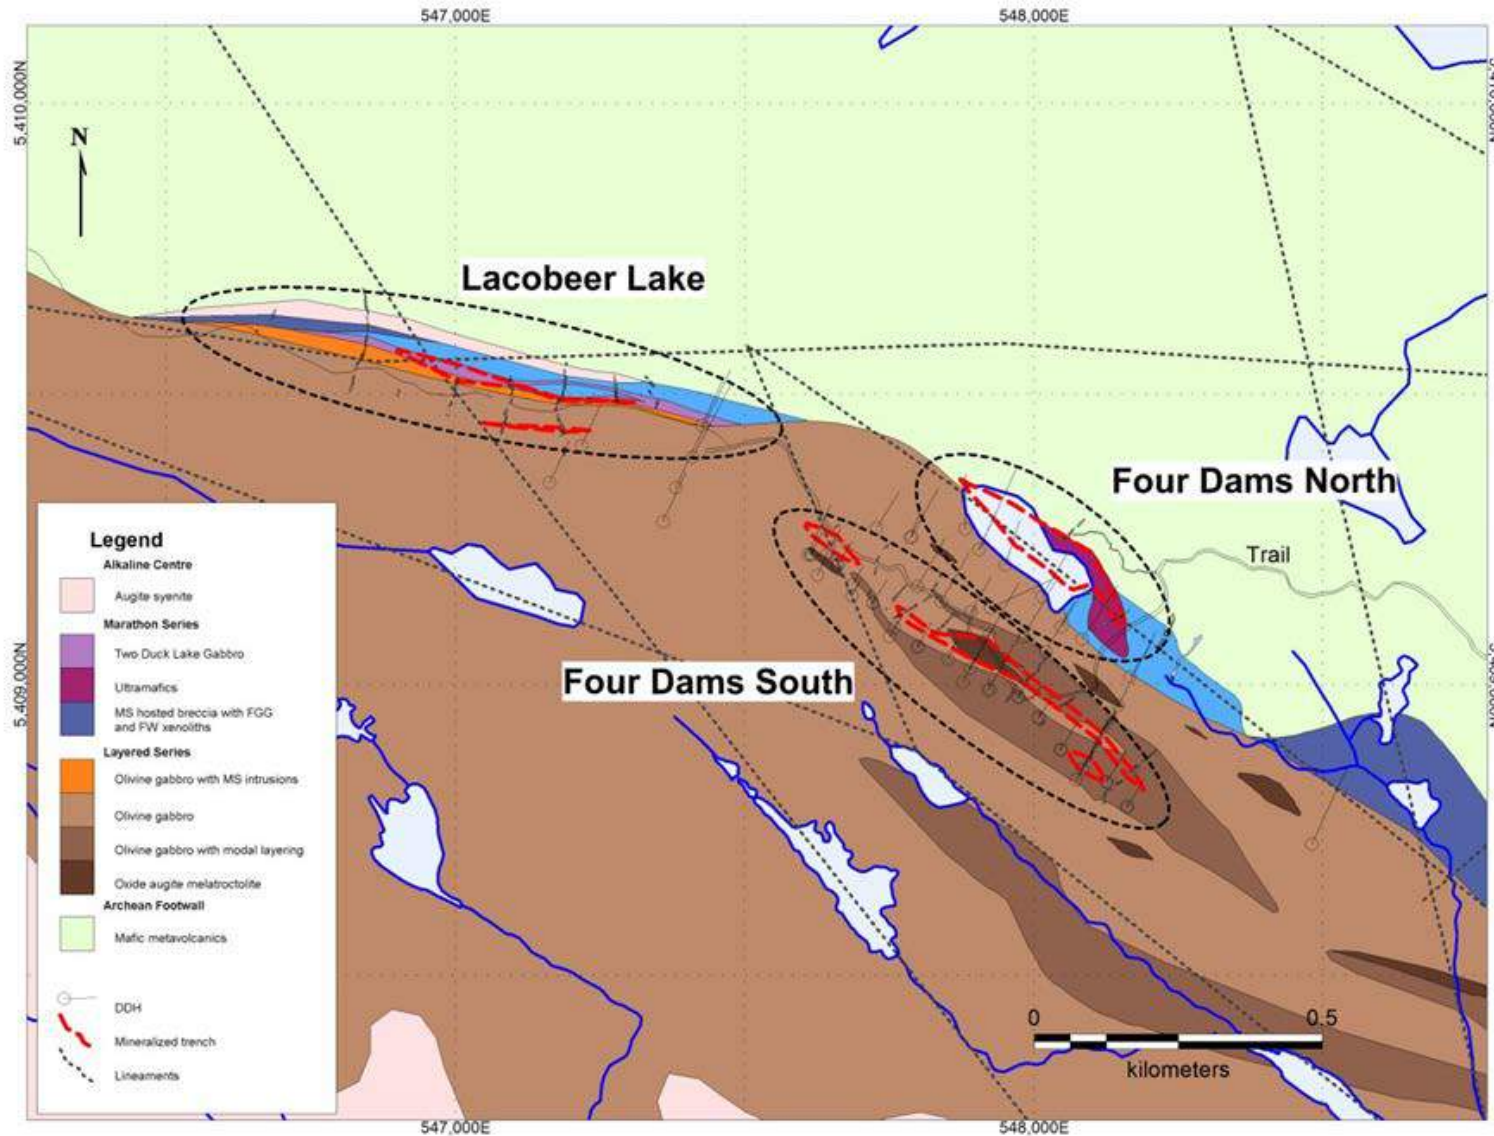 547,000E
548,000E
5,410,000N
N
Lacobeer Lake
Four Dams North
Trail
Four Dams South
5,409,000N
Legend
Alkaline Centre
Augite syenite
Marathon Series
Two Duck Lake Gabbro
Ultramafics
MS hosted breccia with FGG
and FW xenoliths
Layered Series
Olivine gabbro with MS intrusions
Olivine gabbro
Olivine gabbro with modal layering
Oxide augite melatroctolite
Archean Footwall
Mafic metavolcanics
DDH
Mineralized trench
Lineaments
0
0.5
kilometers
547,000E
548,000E